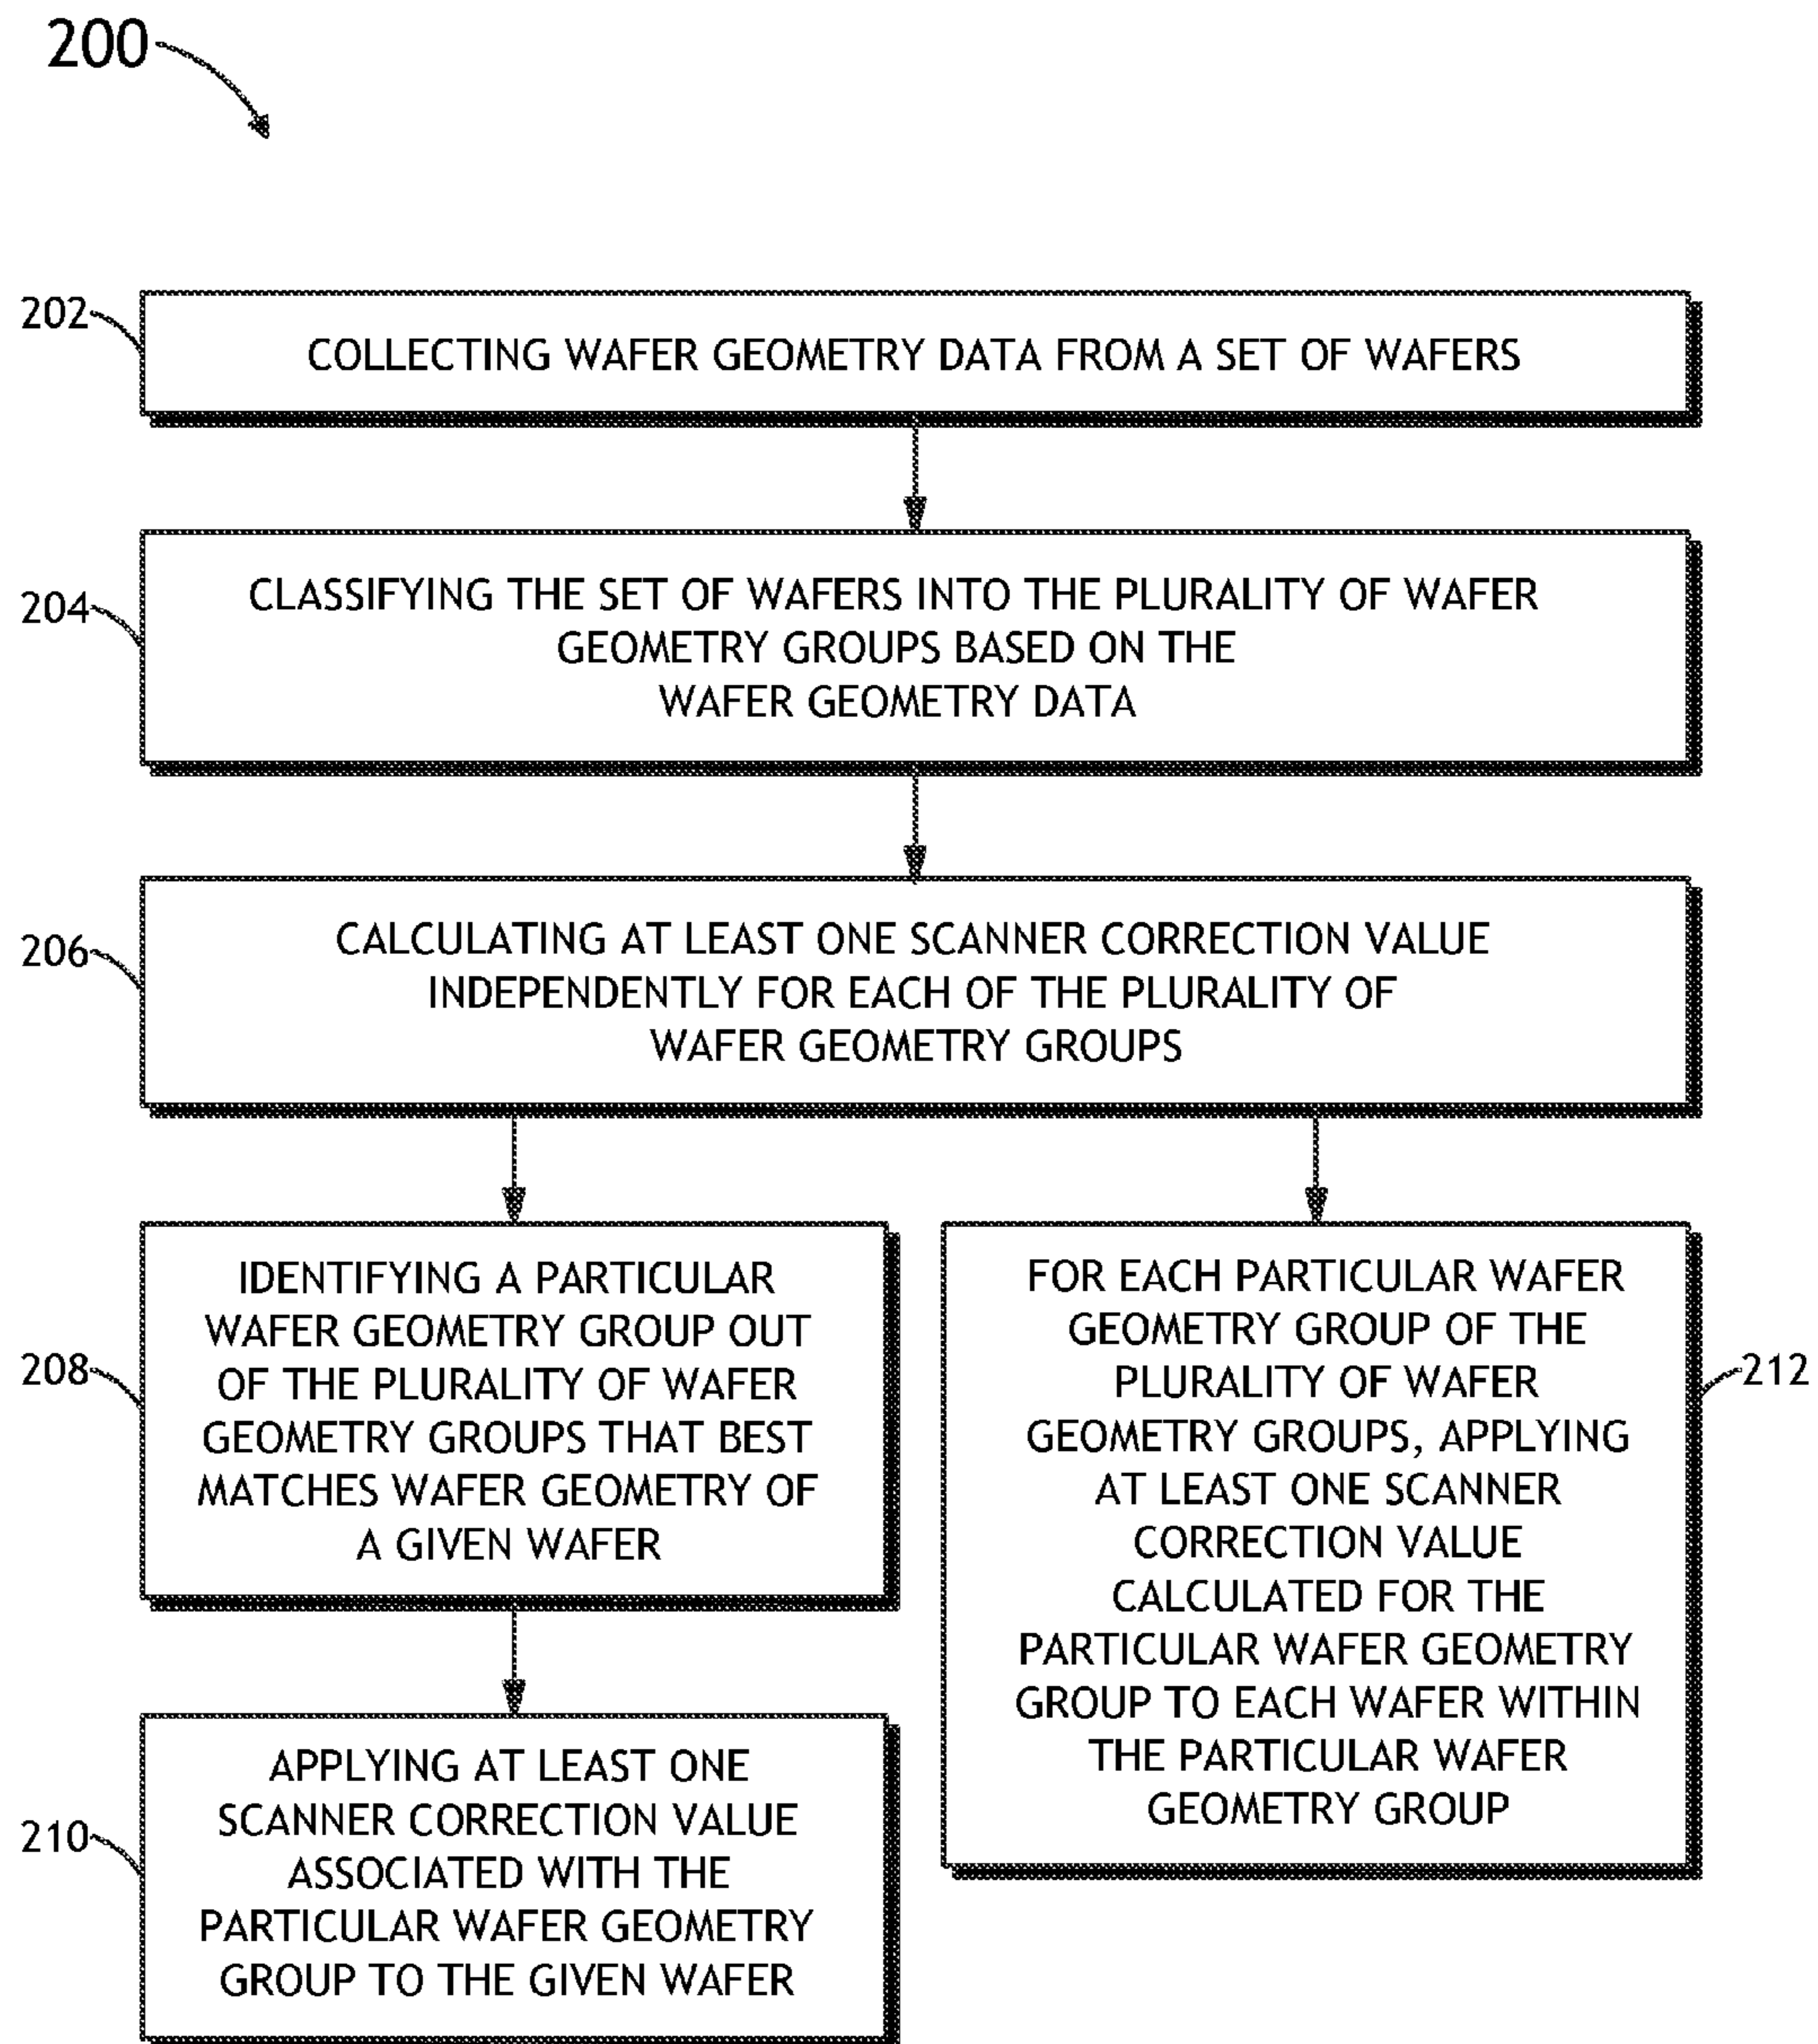 200
202
COLLECTING WAFER GEOMETRY DATA FROM A SET OF WAFERS
204
CLASSIFYING THE SET OF WAFERS INTO THE PLURALITY OF WAFER
GEOMETRY GROUPS BASED ON THE
WAFER GEOMETRY DATA
206
CALCULATING AT LEAST ONE SCANNER CORRECTION VALUE
INDEPENDENTLY FOR EACH OF THE PLURALITY OF
WAFER GEOMETRY GROUPS
208
IDENTIFYING A PARTICULAR
WAFER GEOMETRY GROUP OUT
OF THE PLURALITY OF WAFER
GEOMETRY GROUPS THAT BEST
MATCHES WAFER GEOMETRY OF
A GIVEN WAFER
210
APPLYING AT LEAST ONE
SCANNER CORRECTION VALUE
ASSOCIATED WITH THE
PARTICULAR WAFER GEOMETRY
GROUP TO THE GIVEN WAFER
FOR EACH PARTICULAR WAFER
GEOMETRY GROUP OF THE
PLURALITY OF WAFER
GEOMETRY GROUPS, APPLYING
AT LEAST ONE SCANNER
CORRECTION VALUE
CALCULATED FOR THE
PARTICULAR WAFER GEOMETRY
GROUP TO EACH WAFER WITHIN
THE PARTICULAR WAFER
GEOMETRY GROUP
212